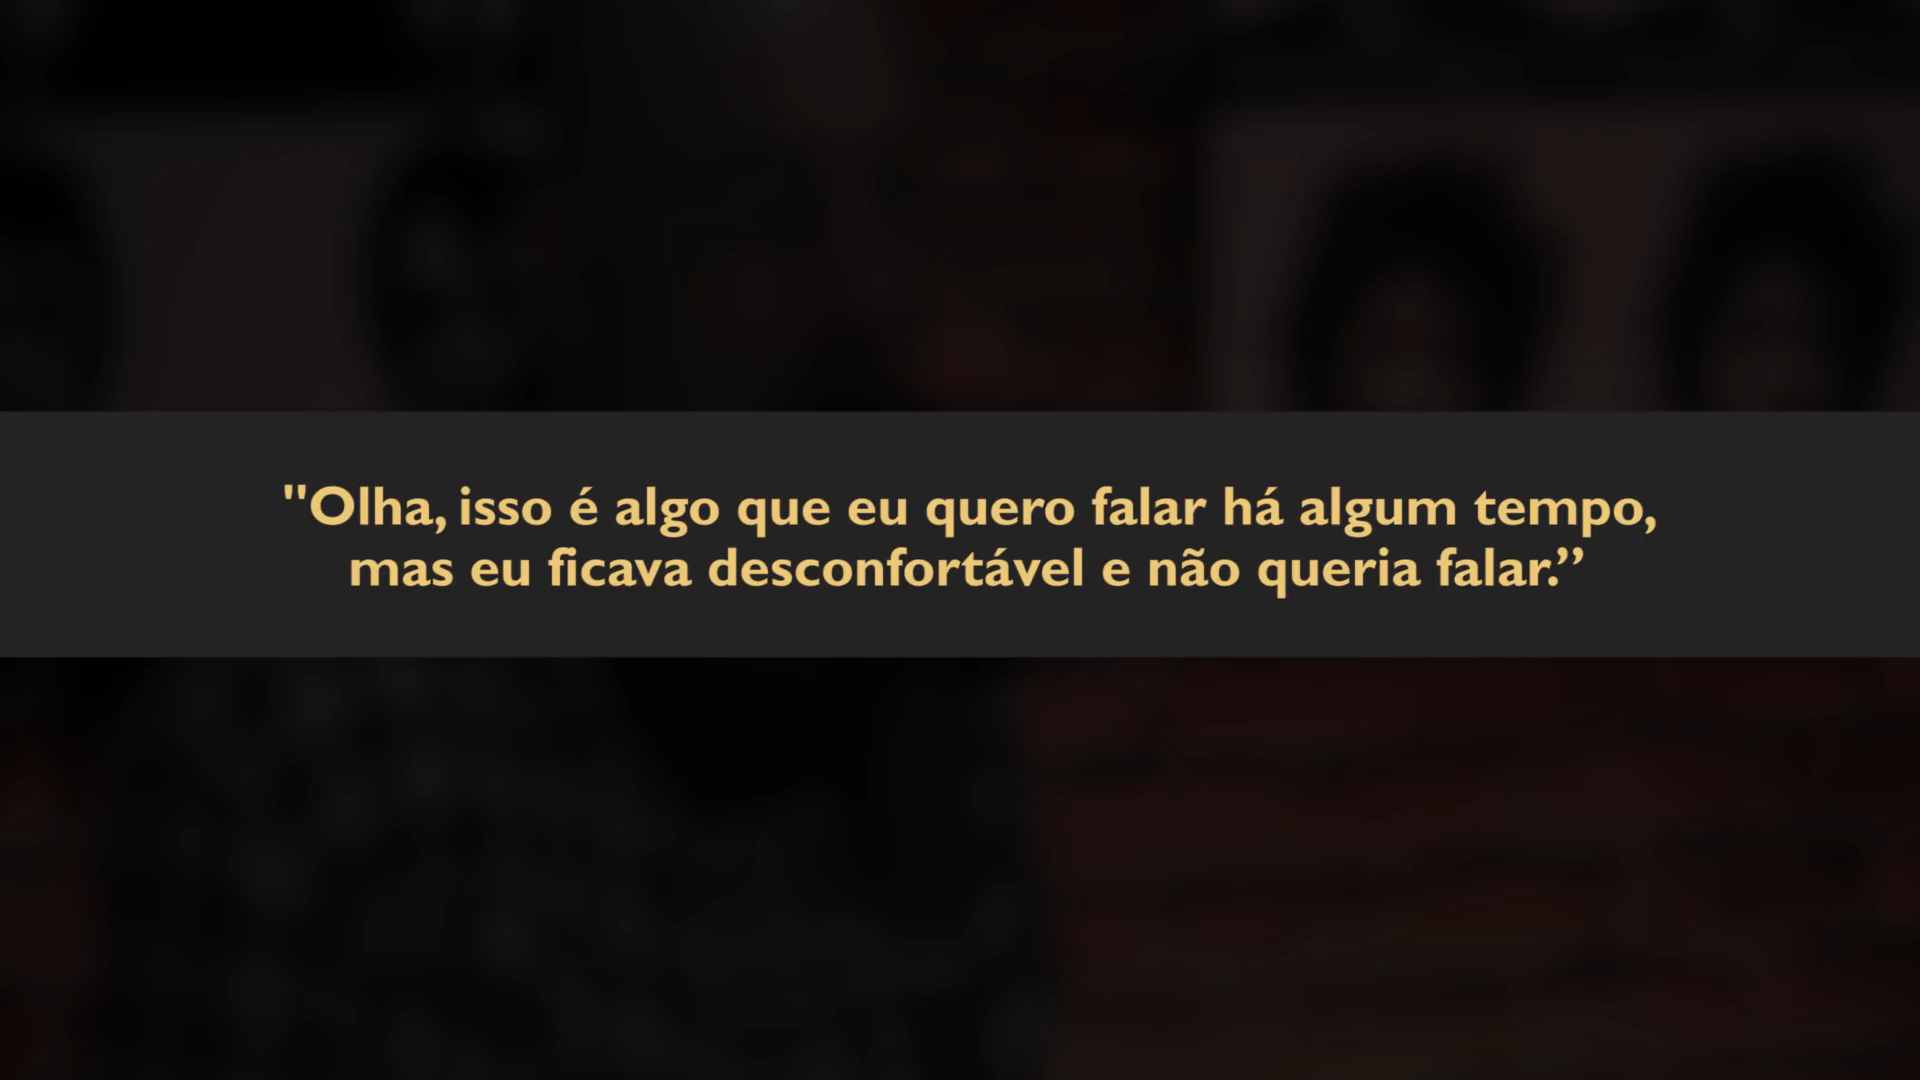 "Olha, isso é algo que eu quero falar há algum tempo,
mas eu ficava desconfortável e não queria falar.”